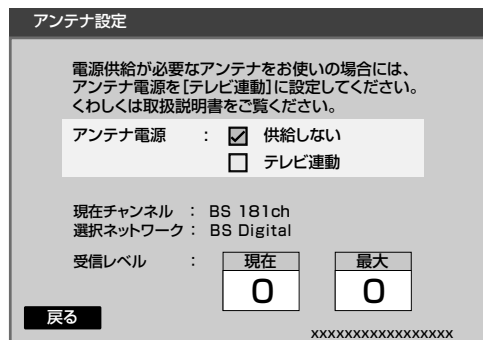 アンテナ設定
電源供給が必要なアンテナをお使いの場合には、
アンテナ電源を[テレビ連動]に設定してください。
くわしくは取扱説明書をご覧ください。
アンテナ電源 : 供給しない
テレビ連動
現在チャンネル : BS 181ch
選択ネットワーク : BS Digital
受信レベル : 現在 最大
0 0
戻る
xxxxxxxxxxxxxxxxx